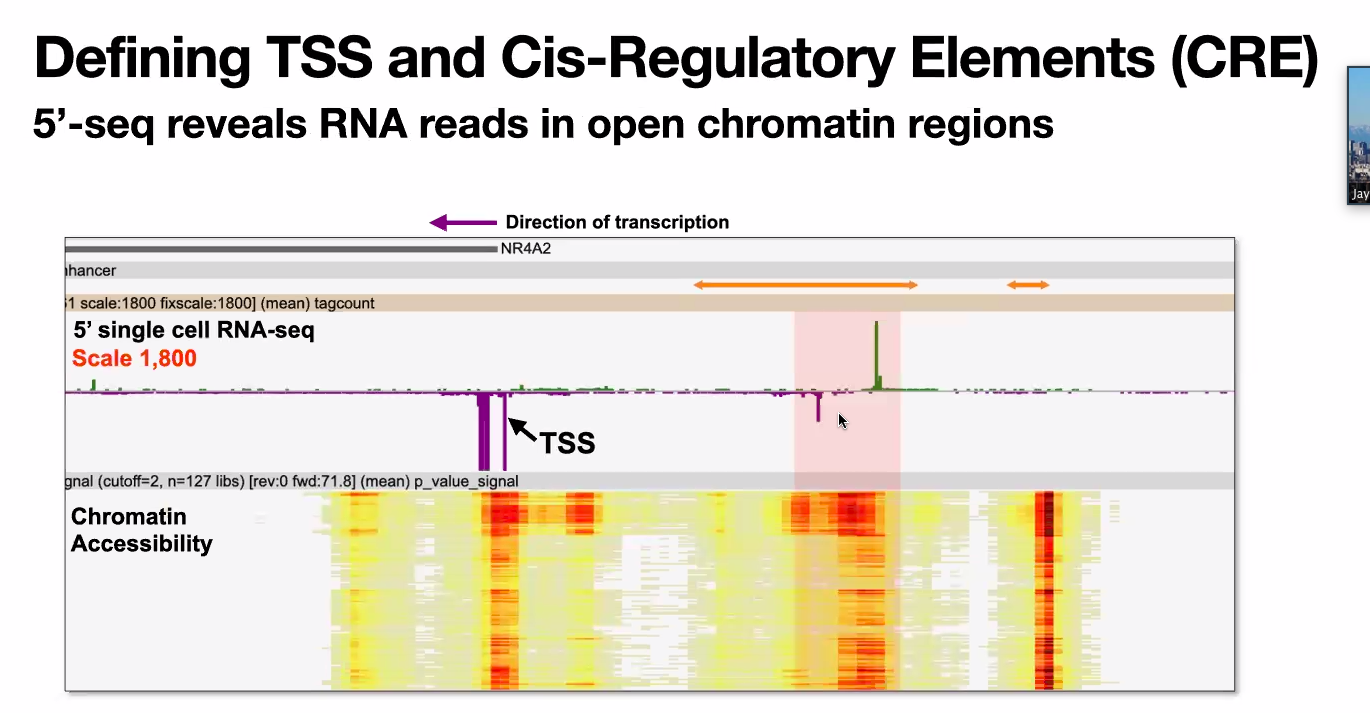 Defining TSS and Cis-Regulatory Elements (CRE)
5’-seq reveals RNA reads in open chromatin regions
Jay
Direction of transcription
NR4A2
nhancer
61 scale:1800 fixscale:1800] (mean) tagcount
5’ single cell RNA-seq
Scale 1,800
TSS
gnal (cutoff=2, n=127 libs) [rev:0 fwd:71.8] (mean) p_value_signal
Chromatin
Accessibility